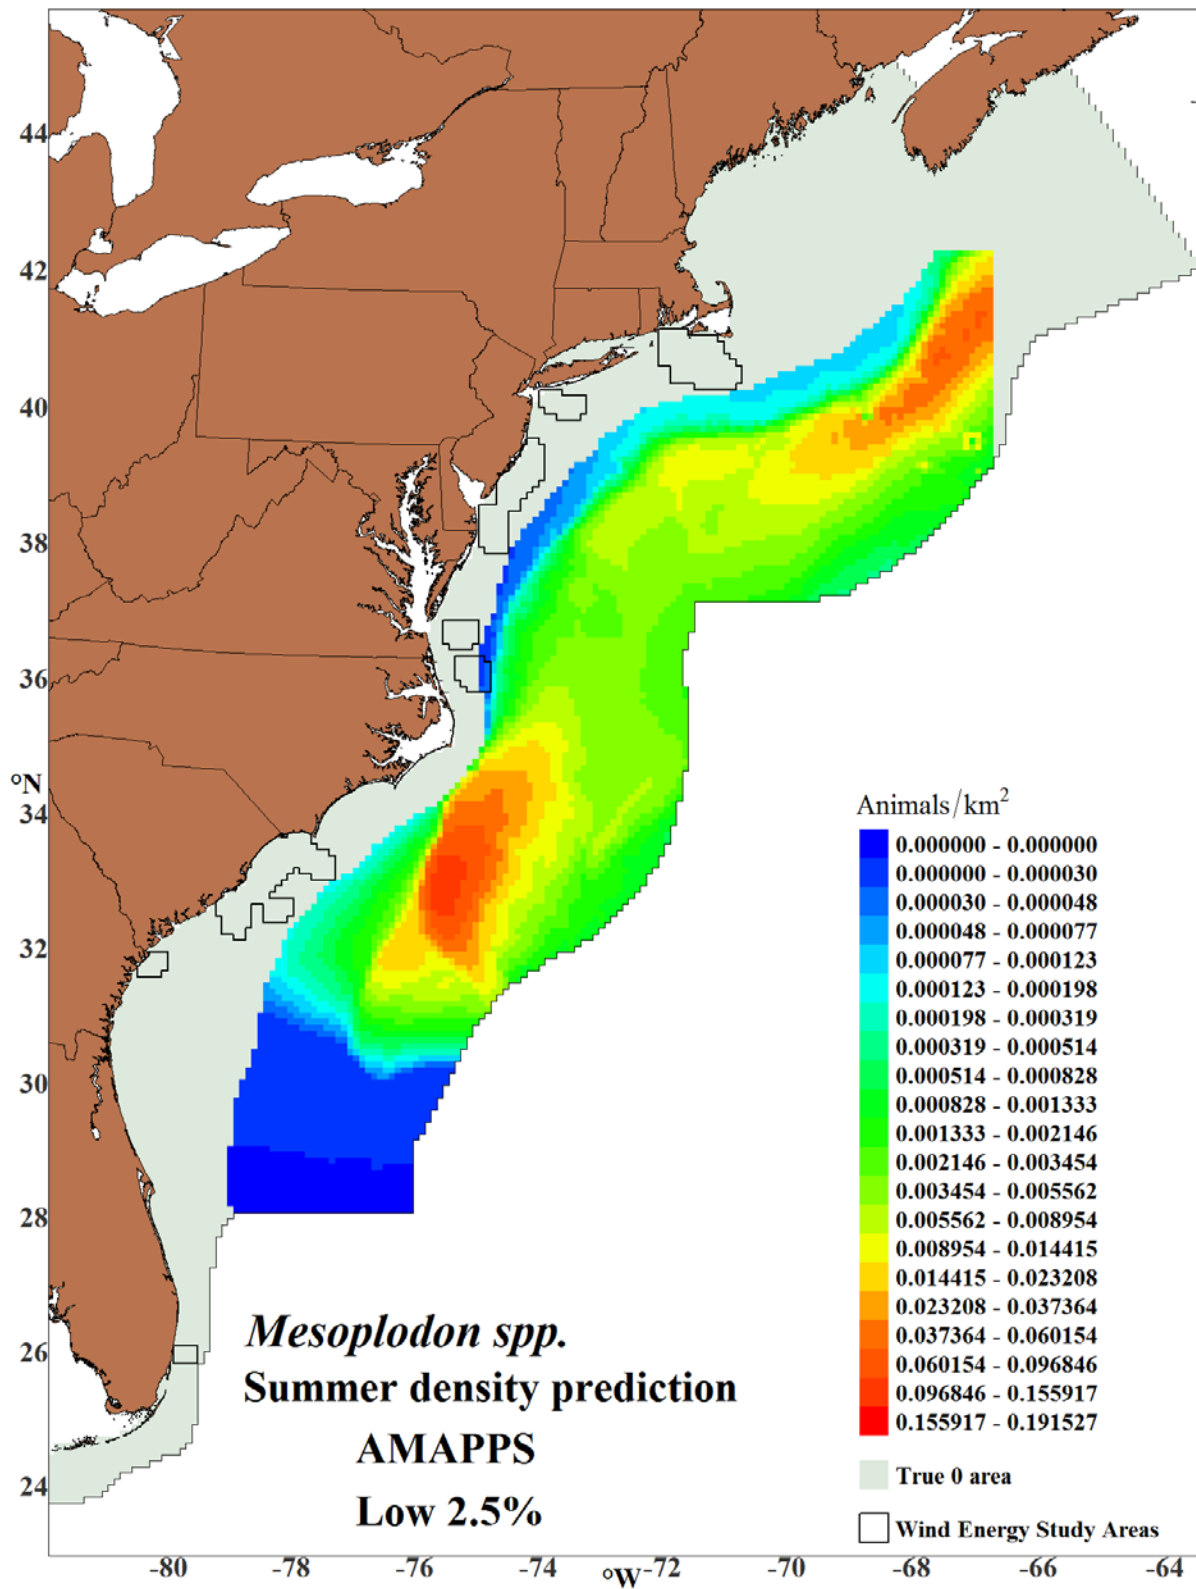 44
42
40
38
36
°N
34
32
30
28
26
24
Animals/km²
0.000000 - 0.000000
0.000000 - 0.000030
0.000030 - 0.000048
0.000048 - 0.000077
0.000077 - 0.000123
0.000123 - 0.000198
0.000198 - 0.000319
0.000319 - 0.000514
0.000514 - 0.000828
0.000828 - 0.001333
0.001333 - 0.002146
0.002146 - 0.003454
0.003454 - 0.005562
0.005562 - 0.008954
0.008954 - 0.014415
0.014415 - 0.023208
0.023208 - 0.037364
0.037364 - 0.060154
0.060154 - 0.096846
0.096846 - 0.155917
0.155917 - 0.191527
True 0 area
Wind Energy Study Areas
Mesoplodon spp.
Summer density prediction
AMAPPS
Low 2.5%
-80 -78 -76 -74 °W -72 -70 -68 -66 -64